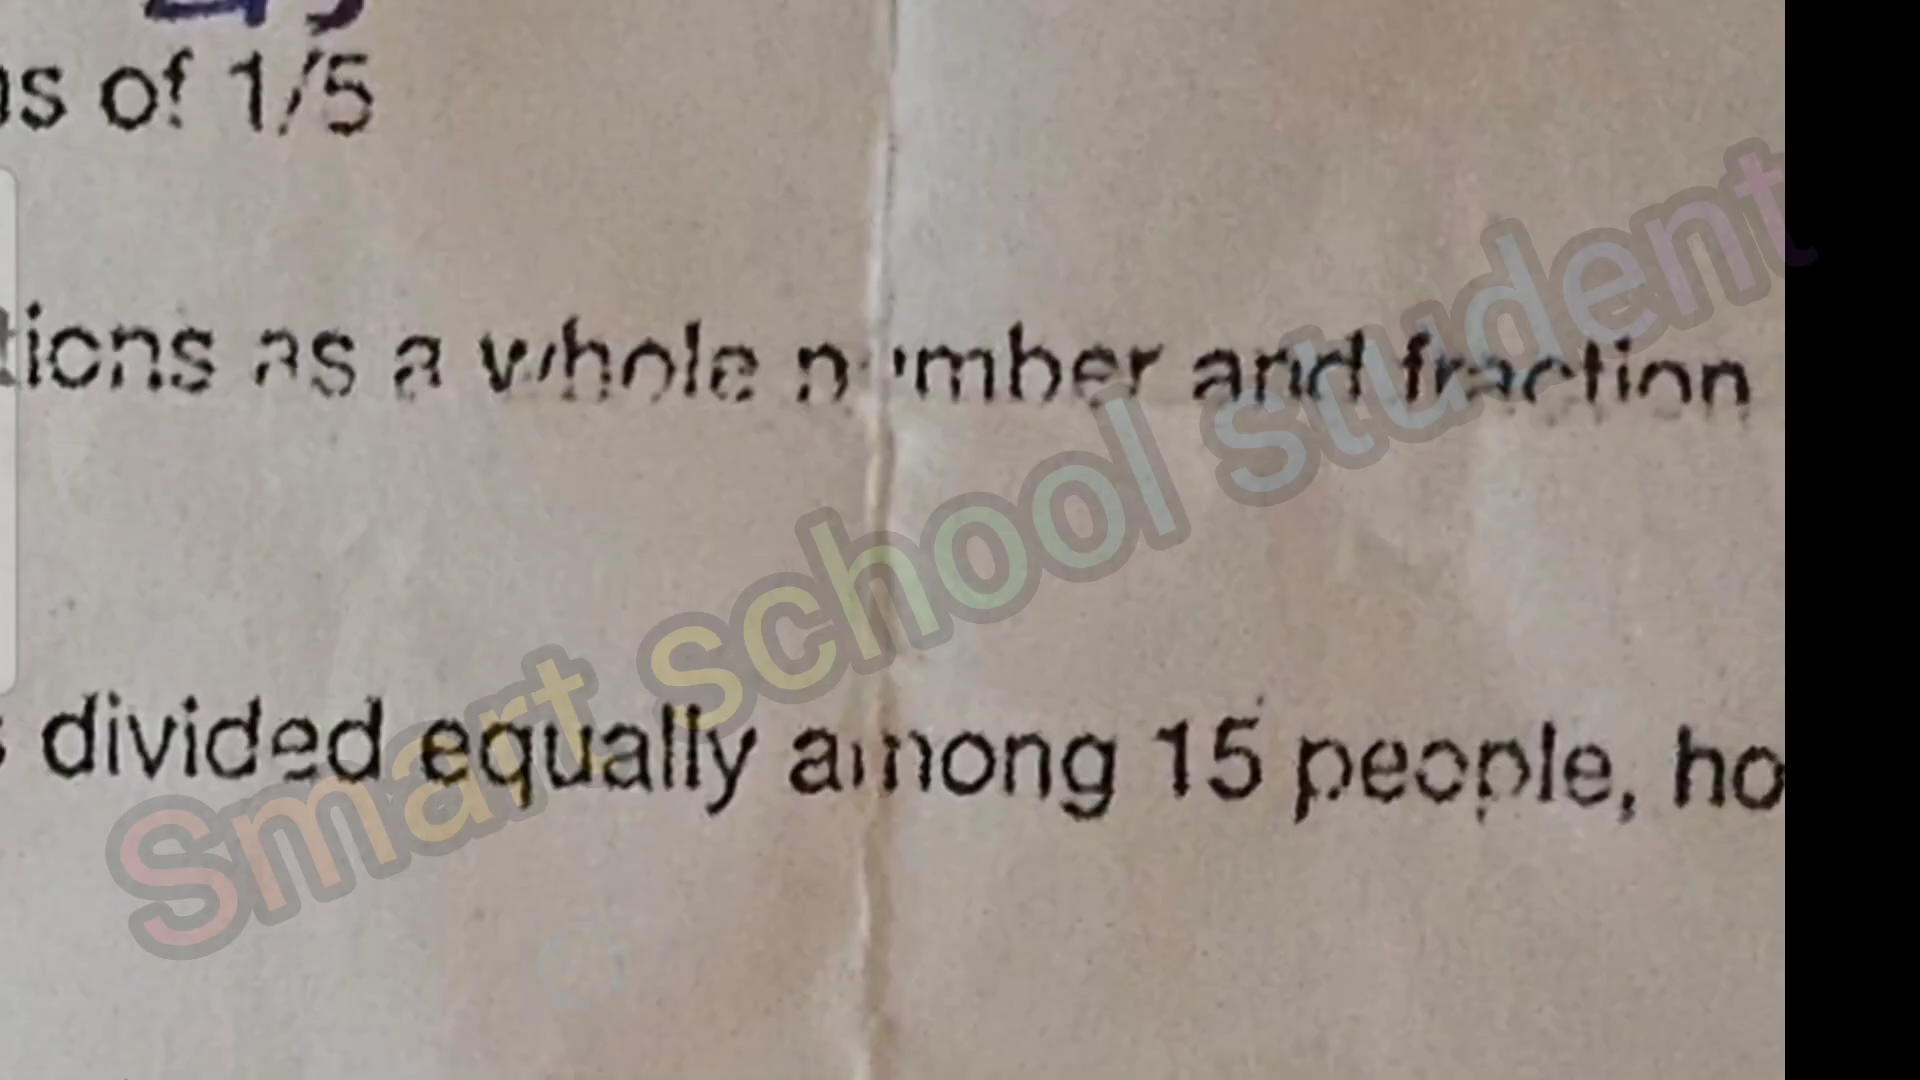 s of 1/5
tions as a whole number and fraction
divided equally among 15 people, ho
Smart school student